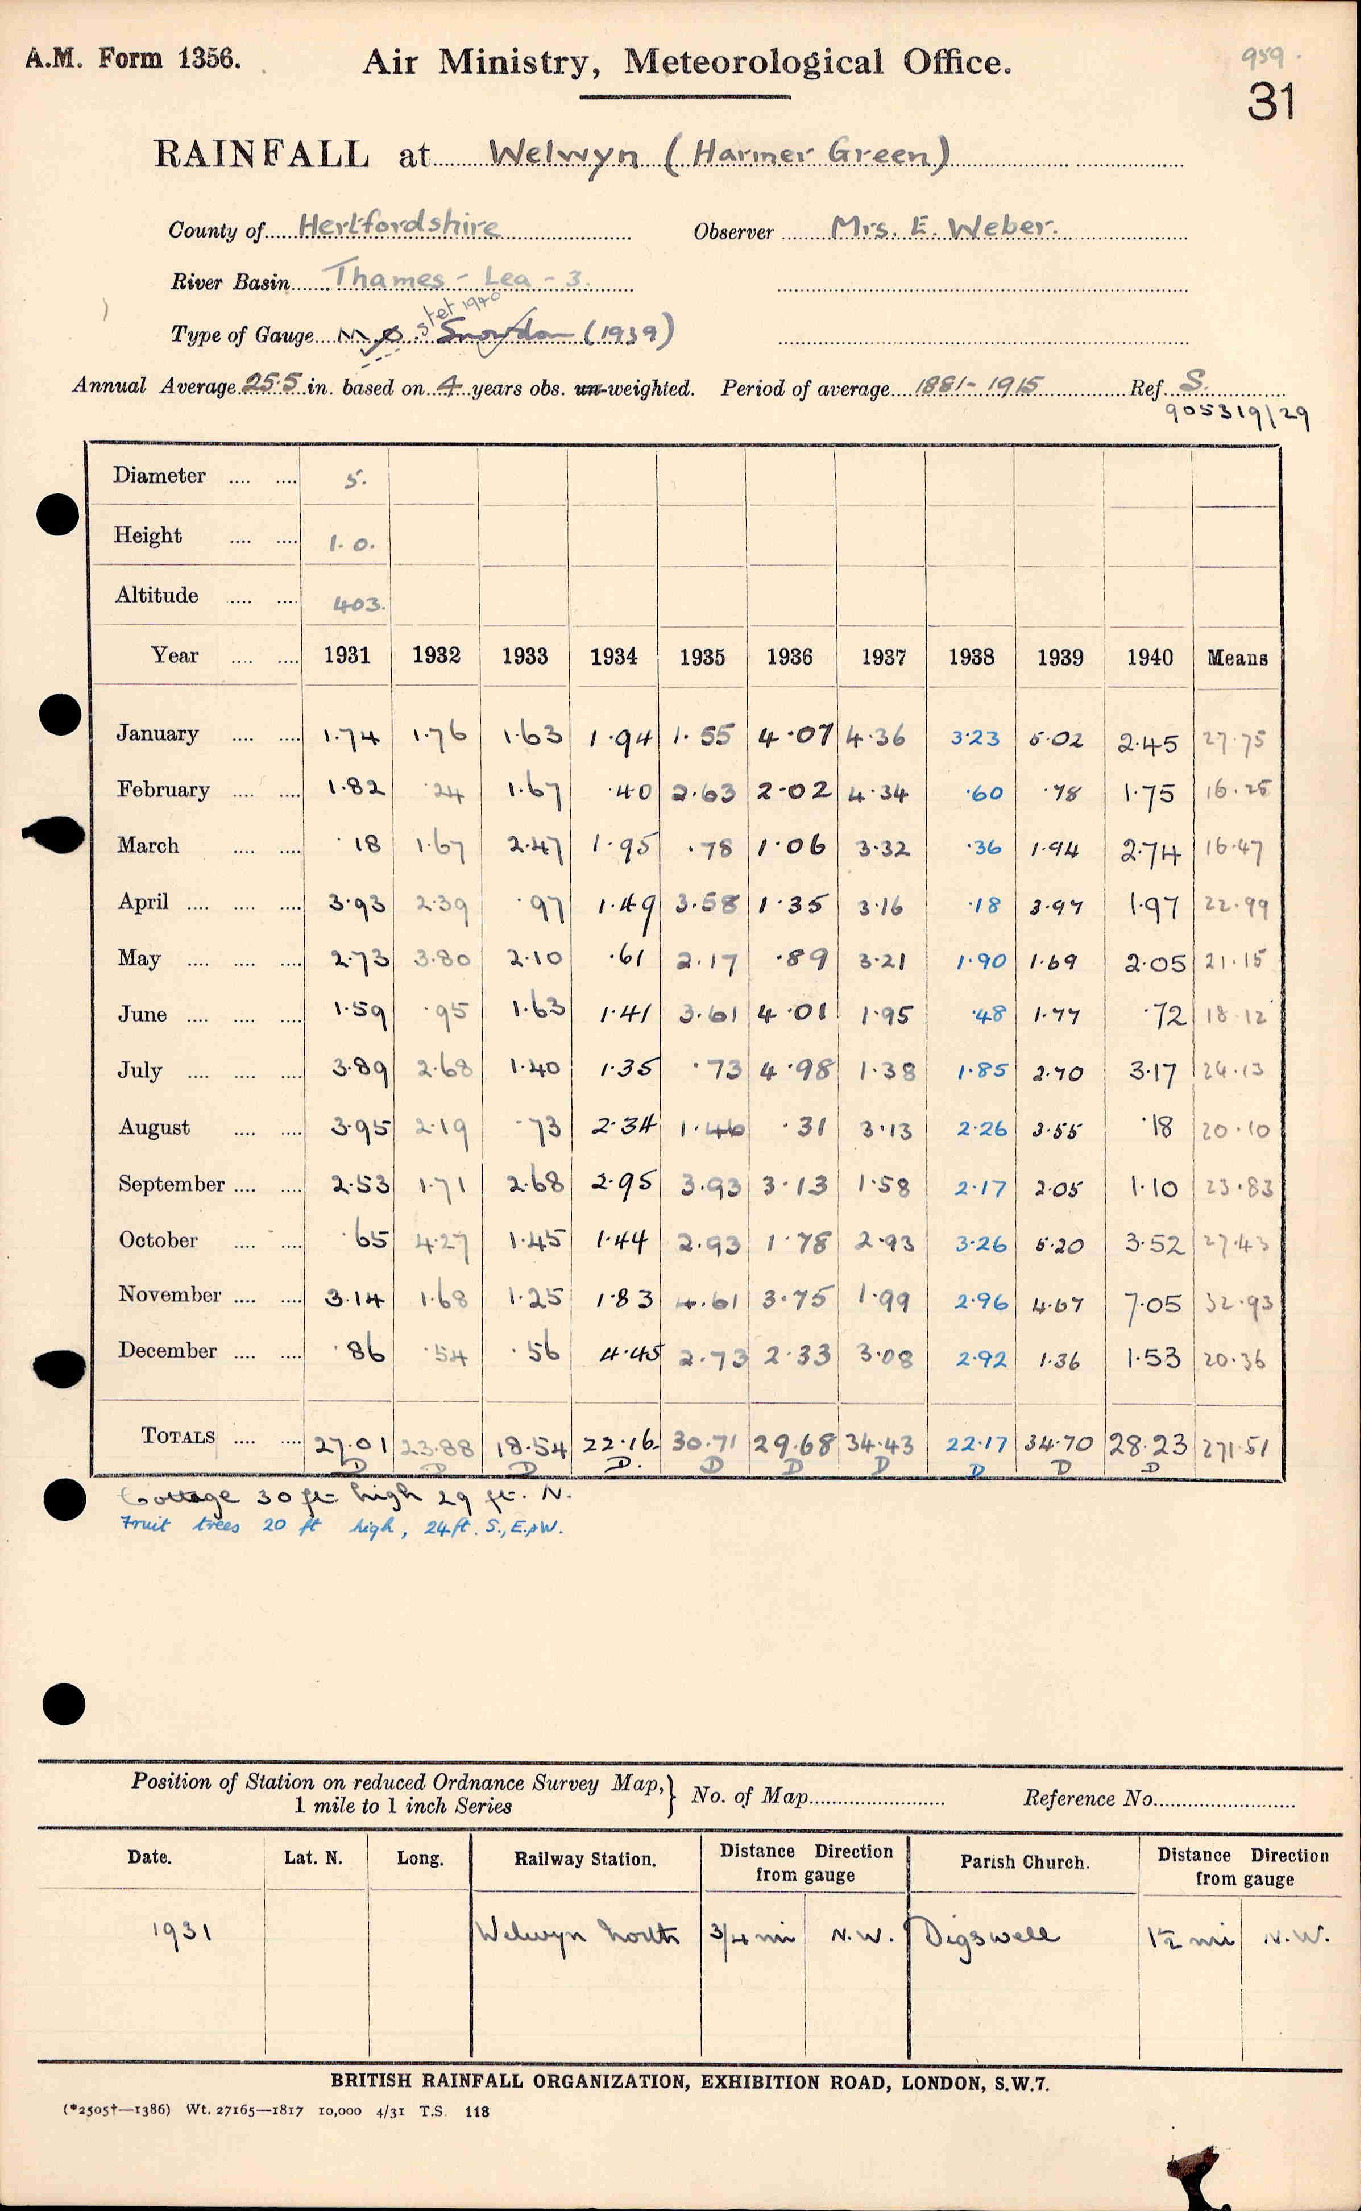 A.M. Form 1356.
Air Ministry, Meteorological Office.
959.
31
RAINFALL at Welwyn (Harmer Green)
County of Hertfordshire Observer Mrs. E. Weber.
River Basin Thames - Lea - 3.
stet 1940
Type of Gauge M.O. Snowdon (1939)
Annual Average 25.5 in. based on 4 years obs. un-weighted. Period of average 1881-1915 Ref. S.
905319/29
Diameter 5.
Height 1.0.
Altitude 403.
Year 1931 1932 1933 1934 1935 1936 1937 1938 1939 1940 Means
January 1.74 1.76 1.63 1.94 1.55 4.07 4.36 3.23 5.02 2.45 27.75
February 1.82 .24 1.67 .40 2.63 2.02 4.34 .60 .78 1.75 16.25
March .18 1.67 2.47 1.95 .78 1.06 3.32 .36 1.94 2.74 16.47
April 3.93 2.39 .97 1.49 3.58 1.35 3.16 .18 3.97 1.97 22.99
May 2.73 3.80 2.10 .61 2.17 .89 3.21 1.90 1.69 2.05 21.15
June 1.59 .95 1.63 1.41 3.61 4.01 1.95 .48 1.77 .72 18.12
July 3.89 2.68 1.40 1.35 .73 4.98 1.38 1.85 2.70 3.17 24.13
August 3.95 2.19 .73 2.34 1.46 .31 3.13 2.26 3.55 .18 20.10
September 2.53 1.71 2.68 2.95 3.93 3.13 1.58 2.17 2.05 1.10 23.83
October .65 4.27 1.45 1.44 2.93 1.78 2.93 3.26 5.20 3.52 27.43
November 3.14 1.68 1.25 1.83 4.61 3.75 1.99 2.96 4.67 7.05 32.93
December .86 .54 .56 4.45 2.73 2.33 3.08 2.92 1.36 1.53 20.36
TOTALS 27.01 23.88 18.54 22.16 30.71 29.68 34.43 22.17 34.70 28.23 271.51
D D D D. D D D D D D
Cottage 30 ft high 29 ft. N.
Fruit trees 20 ft high, 24 ft. S., E. & W.
Position of Station on reduced Ordnance Survey Map, } No. of Map Reference No.
1 mile to 1 inch Series
Date. Lat. N. Long. Railway Station. Distance Direction from gauge Parish Church. Distance Direction from gauge
1931 Welwyn North 3/4 mi N.W. Digswell 1½ mi N.W.
BRITISH RAINFALL ORGANIZATION, EXHIBITION ROAD, LONDON, S.W.7.
(*2505†—1386) Wt. 27165—1817 10,000 4/31 T.S. 118